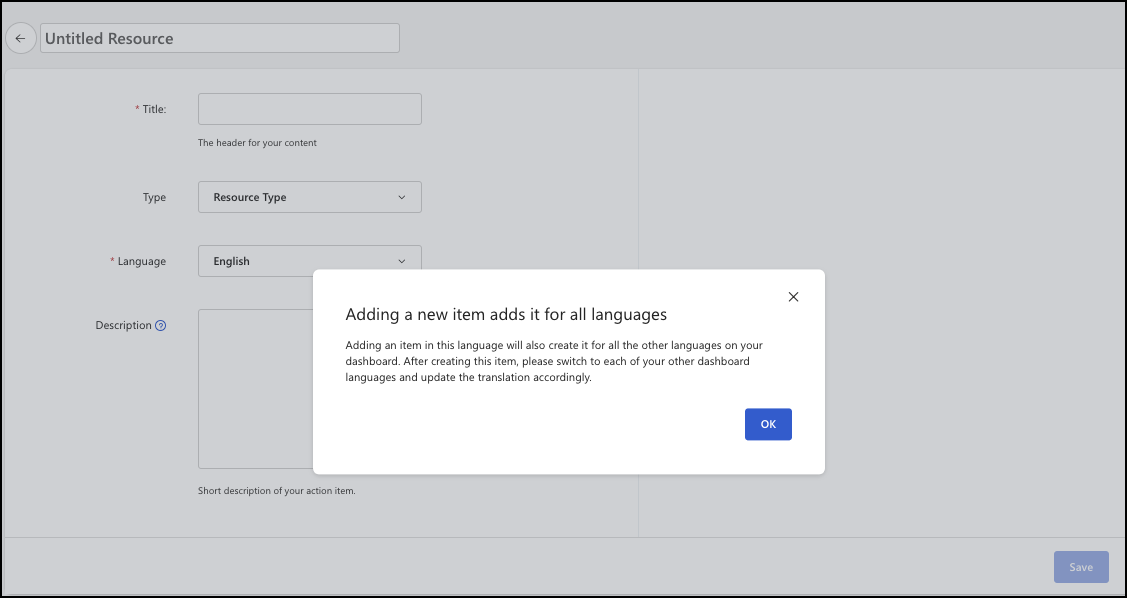 Untitled Resource
* Title:
The header for your content
Type
Resource Type
* Language
English
Description
Adding a new item adds it for all languages
Adding an item in this language will also create it for all the other languages on your
dashboard. After creating this item, please switch to each of your other dashboard
languages and update the translation accordingly.
OK
Short description of your action item.
Save